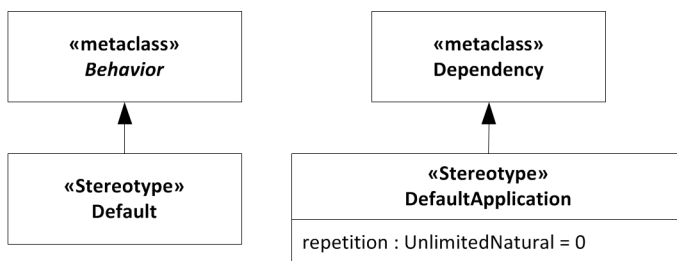 «metaclass»
Behavior
«metaclass»
Dependency
«Stereotype»
Default
«Stereotype»
DefaultApplication
repetition : UnlimitedNatural = 0